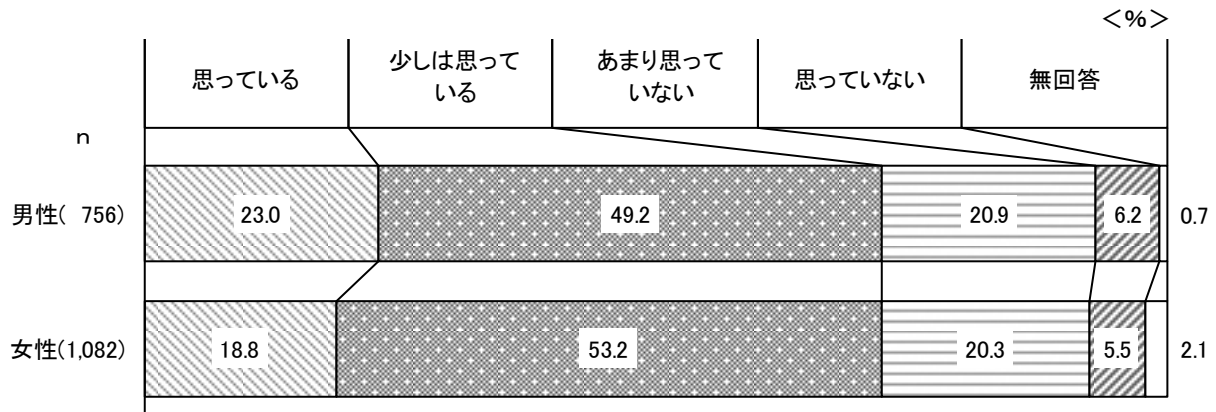 ＜％＞
思っている
少しは思って
いる
あまり思って
いない
思っていない
無回答
ｎ
男性(　756)
23.0
49.2
20.9
6.2
0.7
女性(1,082)
18.8
53.2
20.3
5.5
2.1